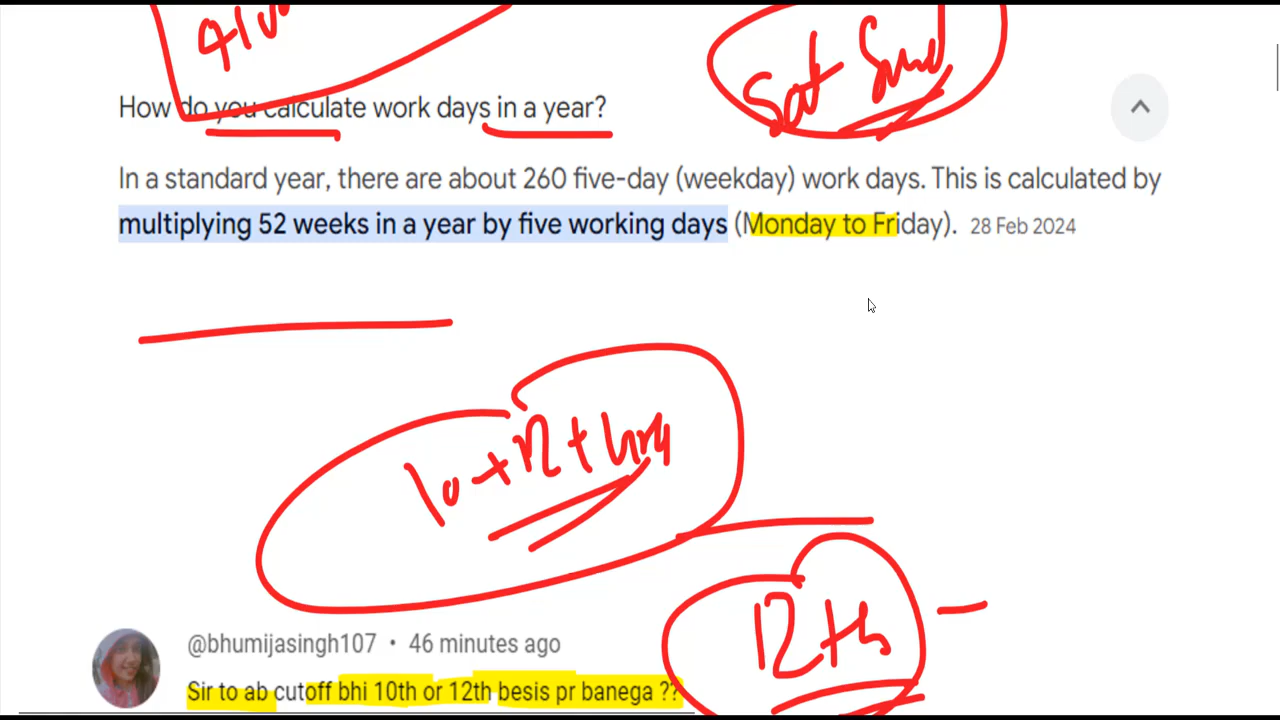 Sat Sund
How do you calculate work days in a year?
In a standard year, there are about 260 five-day (weekday) work days. This is calculated by
multiplying 52 weeks in a year by five working days (Monday to Friday). 28 Feb 2024
10 + 12 +
12th
@bhumijasingh107 • 46 minutes ago
Sir to ab cutoff bhi 10th or 12th besis pr banega ??